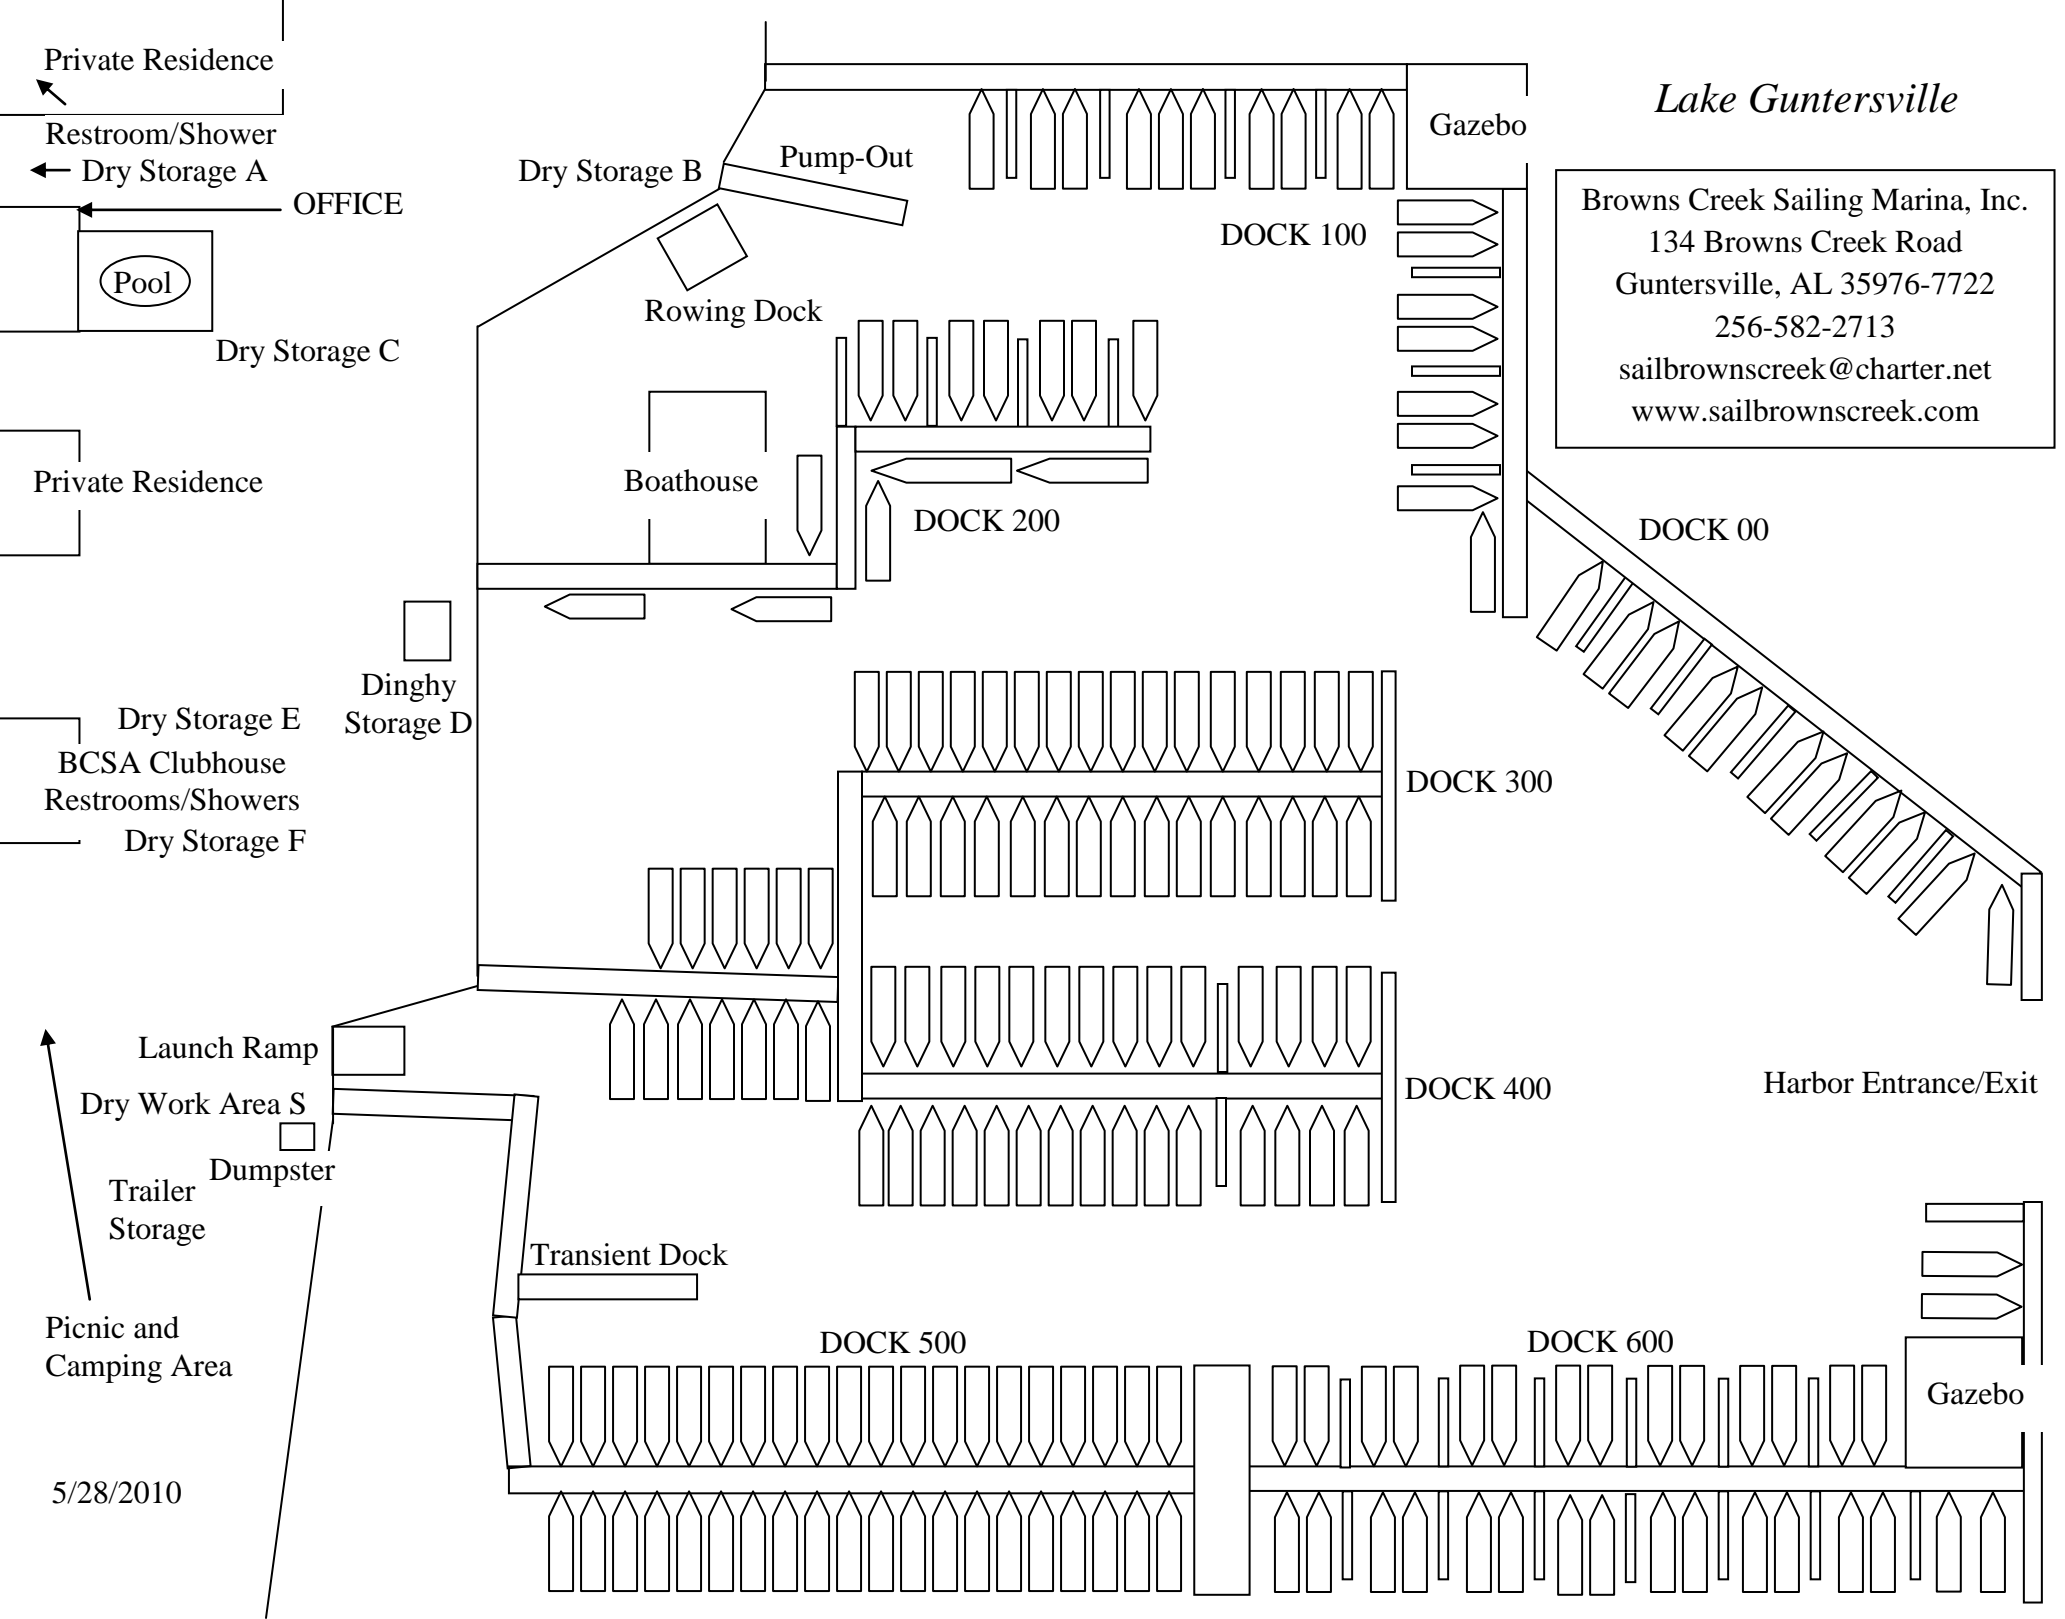 Private Residence
Restroom/Shower
Dry Storage A
OFFICE
Pool
Dry Storage C
Private Residence
Dry Storage B
Pump-Out
Rowing Dock
Boathouse
DOCK 200
DOCK 100
Gazebo
Lake Guntersville
Browns Creek Sailing Marina, Inc.
134 Browns Creek Road
Guntersville, AL 35976-7722
256-582-2713
sailbrownscreek@charter.net
www.sailbrownscreek.com
DOCK 00
Dinghy
Storage D
Dry Storage E
BCSA Clubhouse
Restrooms/Showers
Dry Storage F
DOCK 300
Launch Ramp
Dry Work Area S
Dumpster
Trailer
Storage
DOCK 400
Harbor Entrance/Exit
Transient Dock
Picnic and
Camping Area
DOCK 500
DOCK 600
Gazebo
5/28/2010